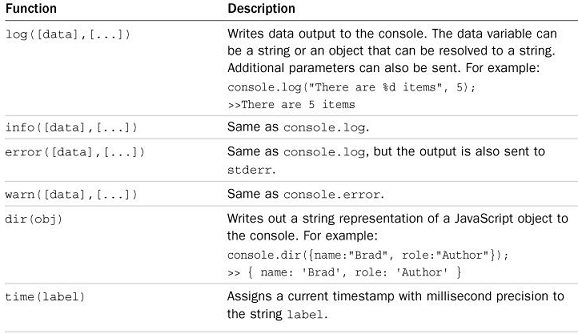 Function Description
log([data],[...]) Writes data output to the console. The data variable can
be a string or an object that can be resolved to a string.
Additional parameters can also be sent. For example:
console.log("There are %d items", 5);
>>There are 5 items
info([data],[...]) Same as console.log.
error([data],[...]) Same as console.log, but the output is also sent to
stderr.
warn([data],[...]) Same as console.error.
dir(obj) Writes out a string representation of a JavaScript object to
the console. For example:
console.dir({name:"Brad", role:"Author"});
>> { name: 'Brad', role: 'Author' }
time(label) Assigns a current timestamp with millisecond precision to
the string label.